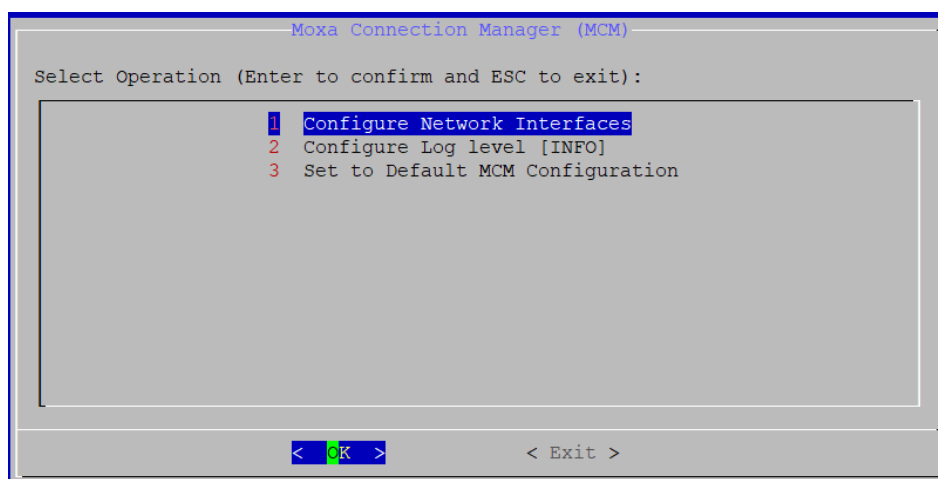 Moxa Connection Manager (MCM)
Select Operation (Enter to confirm and ESC to exit):
1 Configure Network Interfaces
2 Configure Log level [INFO]
3 Set to Default MCM Configuration
< OK > < Exit >